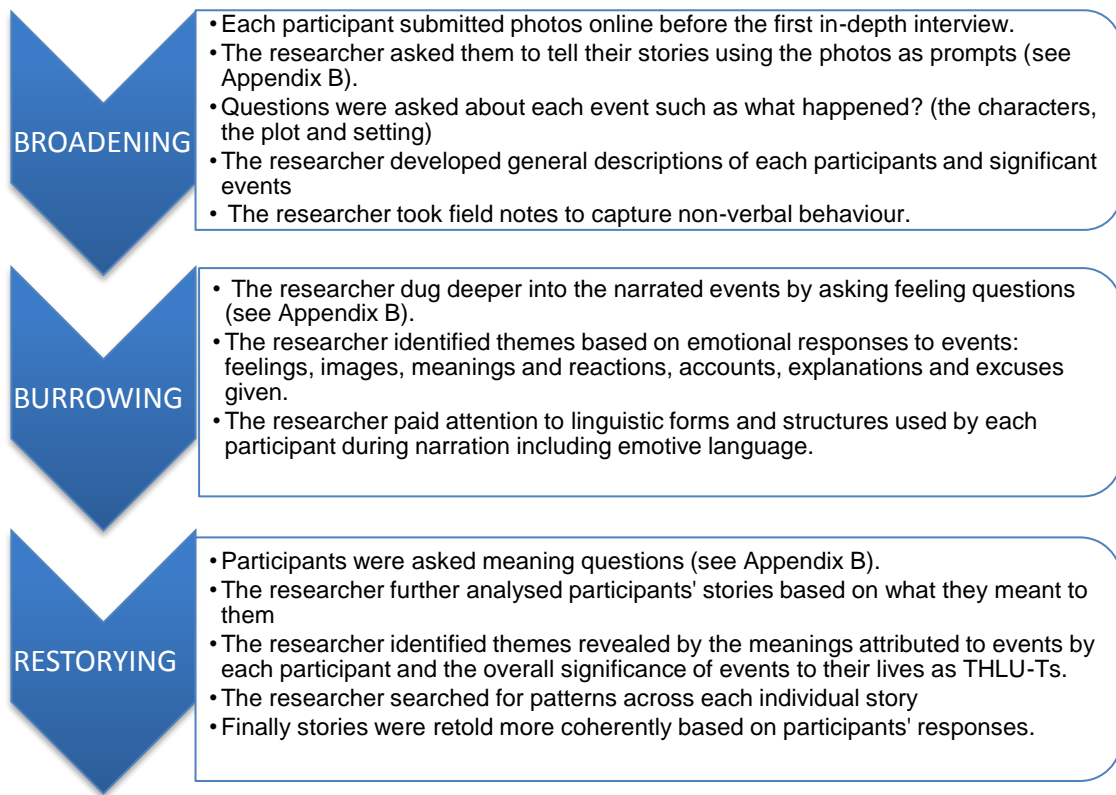 BROADENING
•Each participant submitted photos online before the first in-depth interview.
•The researcher asked them to tell their stories using the photos as prompts (see
Appendix B).
•Questions were asked about each event such as what happened? (the characters,
the plot and setting)
•The researcher developed general descriptions of each participants and significant
events
• The researcher took field notes to capture non-verbal behaviour.
BURROWING
• The researcher dug deeper into the narrated events by asking feeling questions
(see Appendix B).
•The researcher identified themes based on emotional responses to events:
feelings, images, meanings and reactions, accounts, explanations and excuses
given.
•The researcher paid attention to linguistic forms and structures used by each
participant during narration including emotive language.
RESTORYING
•Participants were asked meaning questions (see Appendix B).
•The researcher further analysed participants' stories based on what they meant to
them
•The researcher identified themes revealed by the meanings attributed to events by
each participant and the overall significance of events to their lives as THLU-Ts.
•The researcher searched for patterns across each individual story
•Finally stories were retold more coherently based on participants' responses.